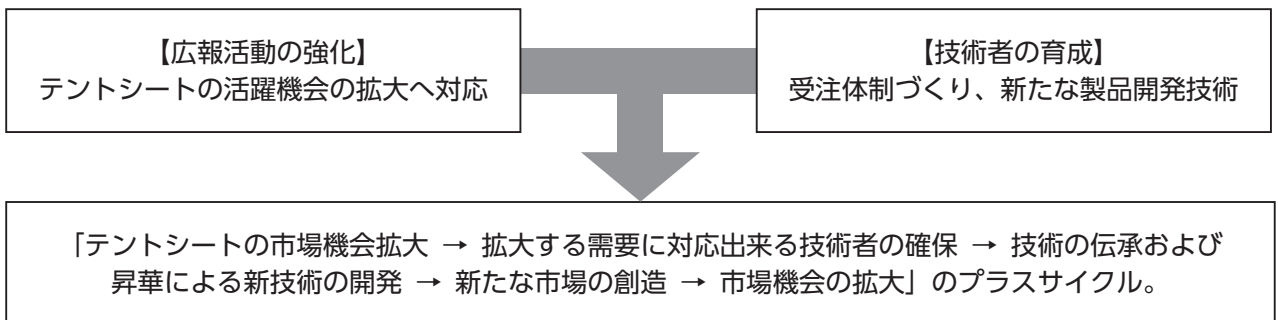 【広報活動の強化】
テントシートの活躍機会の拡大へ対応
【技術者の育成】
受注体制づくり、新たな製品開発技術
「テントシートの市場機会拡大 → 拡大する需要に対応出来る技術者の確保 → 技術の伝承および
昇華による新技術の開発 → 新たな市場の創造 → 市場機会の拡大」のプラスサイクル。